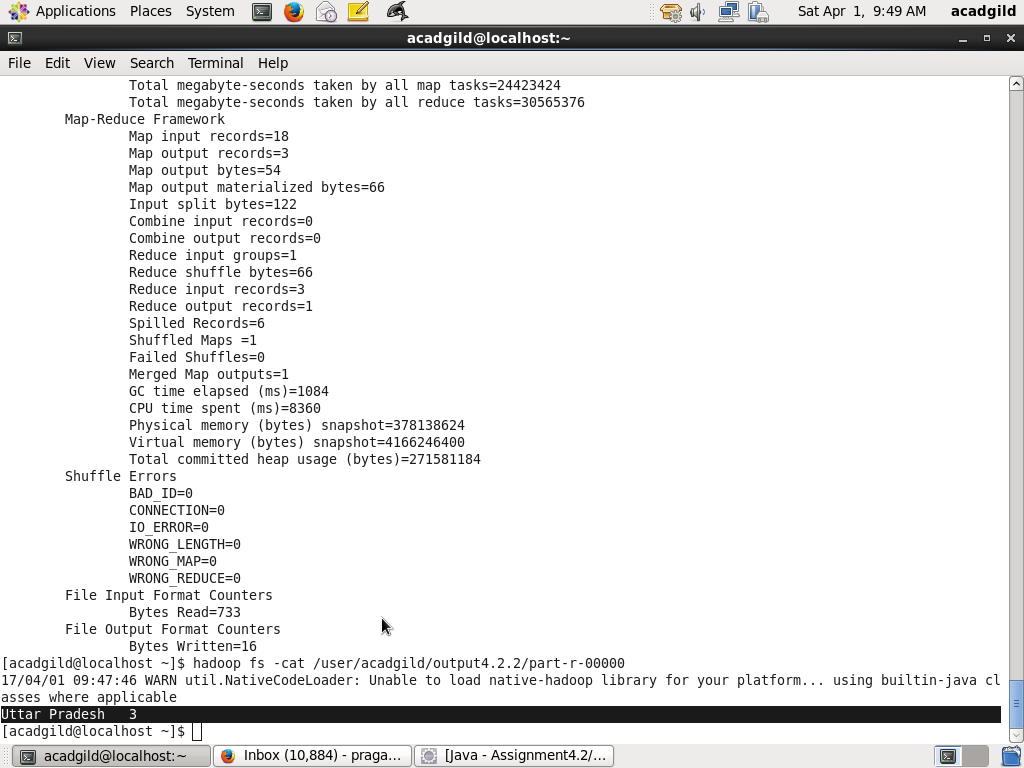 Applications Places System Sat Apr 1, 9:49 AM acadgild
acadgild@localhost:~
File Edit View Search Terminal Help
Total megabyte-seconds taken by all map tasks=24423424
Total megabyte-seconds taken by all reduce tasks=30565376
Map-Reduce Framework
Map input records=18
Map output records=3
Map output bytes=54
Map output materialized bytes=66
Input split bytes=122
Combine input records=0
Combine output records=0
Reduce input groups=1
Reduce shuffle bytes=66
Reduce input records=3
Reduce output records=1
Spilled Records=6
Shuffled Maps =1
Failed Shuffles=0
Merged Map outputs=1
GC time elapsed (ms)=1084
CPU time spent (ms)=8360
Physical memory (bytes) snapshot=378138624
Virtual memory (bytes) snapshot=4166246400
Total committed heap usage (bytes)=271581184
Shuffle Errors
BAD_ID=0
CONNECTION=0
IO_ERROR=0
WRONG_LENGTH=0
WRONG_MAP=0
WRONG_REDUCE=0
File Input Format Counters
Bytes Read=733
File Output Format Counters
Bytes Written=16
[acadgild@localhost ~]$ hadoop fs -cat /user/acadgild/output4.2.2/part-r-00000
17/04/01 09:47:46 WARN util.NativeCodeLoader: Unable to load native-hadoop library for your platform... using builtin-java cl
asses where applicable
Uttar Pradesh 3
[acadgild@localhost ~]$
acadgild@localhost:~ Inbox (10,884) - praga... [Java - Assignment4.2/...